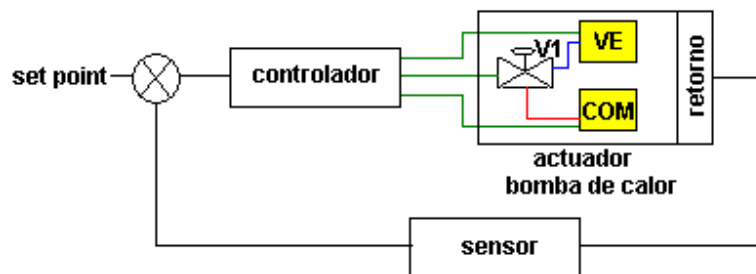 set point
controlador
V1
VE
COM
retorno
actuador
bomba de calor
sensor